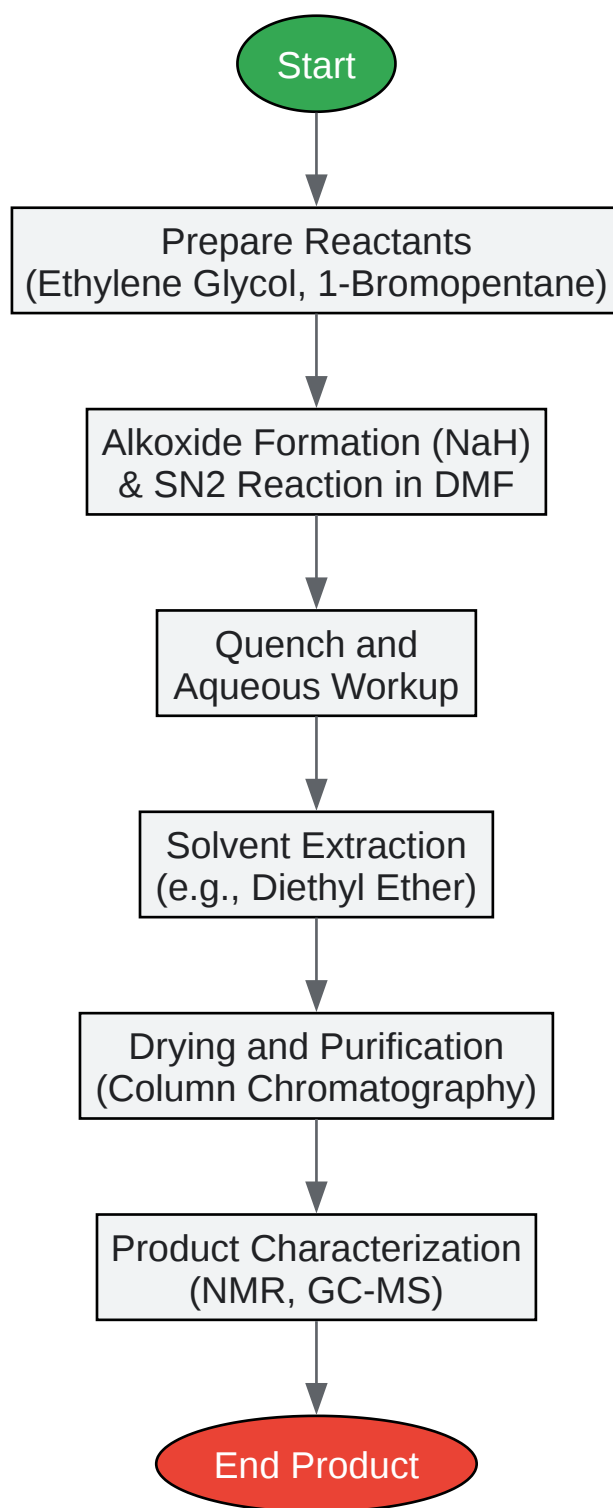 Start
Prepare Reactants
(Ethylene Glycol, 1-Bromopentane)
Alkoxide Formation (NaH)
& SN2 Reaction in DMF
Quench and
Aqueous Workup
Solvent Extraction
(e.g., Diethyl Ether)
Drying and Purification
(Column Chromatography)
Product Characterization
(NMR, GC-MS)
End Product